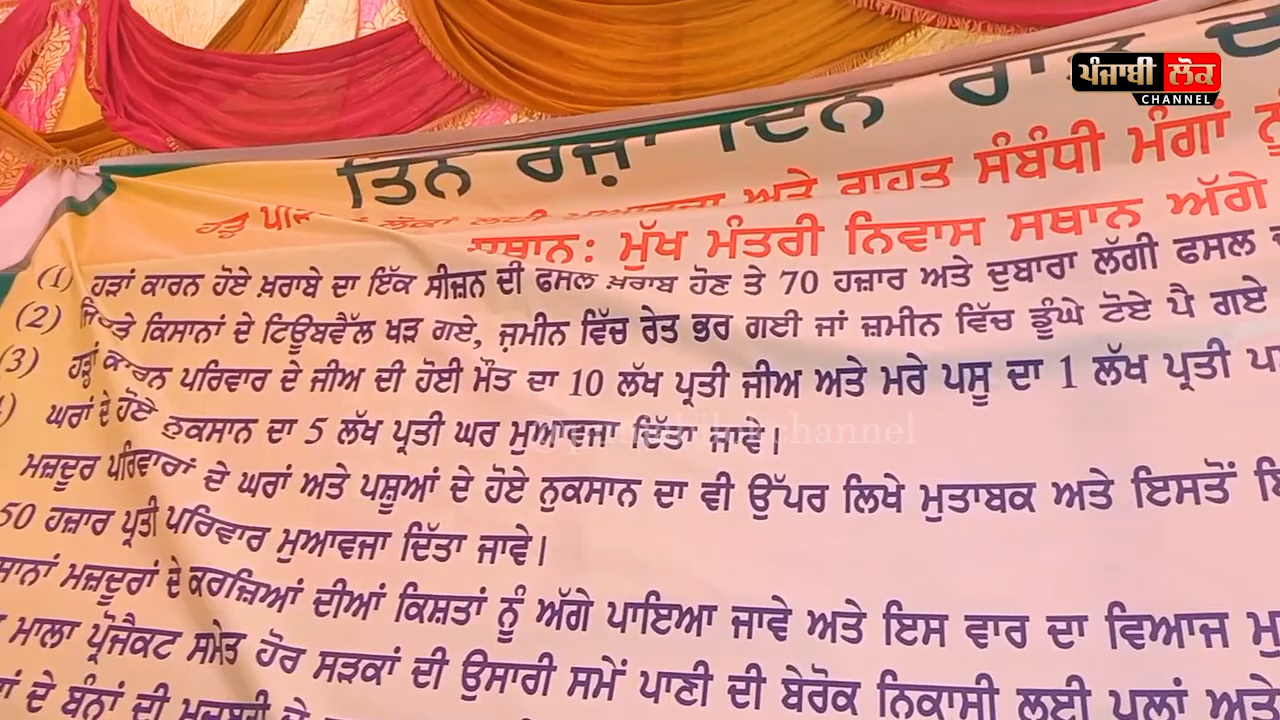 ਪੰਜਾਬੀ ਲੋਕ
CHANNEL
ਤਿੰਨ ਰੋਜ਼ਾ ਦਿਨ
ਹੜ੍ਹ ਅਤੇ ਰਾਹਤ ਸੰਬੰਧੀ ਮੰਗਾਂ ਨੂੰ
ਸਥਾਨ: ਮੁੱਖ ਮੰਤਰੀ ਨਿਵਾਸ ਸਥਾਨ ਅੱਗੇ
(1) ਹੜਾਂ ਕਾਰਨ ਹੋਏ ਖ਼ਰਾਬੇ ਦਾ ਇੱਕ ਸੀਜ਼ਨ ਦੀ ਫਸਲ ਖ਼ਰਾਬ ਹੋਣ ਤੇ 70 ਹਜ਼ਾਰ ਅਤੇ ਦੁਬਾਰਾ ਲੱਗੀ ਫਸਲ
(2) ਕਿਸਾਨਾਂ ਦੇ ਟਿਊਬਵੈੱਲ ਖੜ ਗਏ, ਜ਼ਮੀਨ ਵਿੱਚ ਰੇਤ ਭਰ ਗਈ ਜਾਂ ਜ਼ਮੀਨ ਵਿੱਚ ਡੂੰਘੇ ਟੋਏ ਪੈ ਗਏ
(3) ਹੜ੍ਹਾਂ ਕਾਰਨ ਪਰਿਵਾਰ ਦੇ ਜੀਅ ਦੀ ਹੋਈ ਮੌਤ ਦਾ 10 ਲੱਖ ਪ੍ਰਤੀ ਜੀਅ ਅਤੇ ਮਰੇ ਪਸ਼ੂ ਦਾ 1 ਲੱਖ ਪ੍ਰਤੀ
ਘਰਾਂ ਦੇ ਹੋਏ ਨੁਕਸਾਨ ਦਾ 5 ਲੱਖ ਪ੍ਰਤੀ ਘਰ ਮੁਆਵਜਾ ਦਿੱਤਾ ਜਾਵੇ।
channel
ਮਜ਼ਦੂਰ ਪਰਿਵਾਰਾਂ ਦੇ ਘਰਾਂ ਅਤੇ ਪਸ਼ੂਆਂ ਦੇ ਹੋਏ ਨੁਕਸਾਨ ਦਾ ਵੀ ਉੱਪਰ ਲਿਖੇ ਮੁਤਾਬਕ ਅਤੇ ਇਸਤੋਂ
50 ਹਜ਼ਾਰ ਪ੍ਰਤੀ ਪਰਿਵਾਰ ਮੁਆਵਜਾ ਦਿੱਤਾ ਜਾਵੇ।
ਮਜ਼ਦੂਰਾਂ ਦੇ ਕਰਜ਼ਿਆਂ ਦੀਆਂ ਕਿਸ਼ਤਾਂ ਨੂੰ ਅੱਗੇ ਪਾਇਆ ਜਾਵੇ ਅਤੇ ਇਸ ਵਾਰ ਦਾ ਵਿਆਜ
ਮਾਲਾ ਪ੍ਰੋਜੈਕਟ ਸਮੇਤ ਹੋਰ ਸੜਕਾਂ ਦੀ ਉਸਾਰੀ ਸਮੇਂ ਪਾਣੀ ਦੀ ਬੇਰੋਕ ਨਿਕਾਸੀ ਲਈ ਪੁਲਾਂ ਅਤੇ
ਦੇ ਬੰਨ੍ਹਾਂ ਦੀ